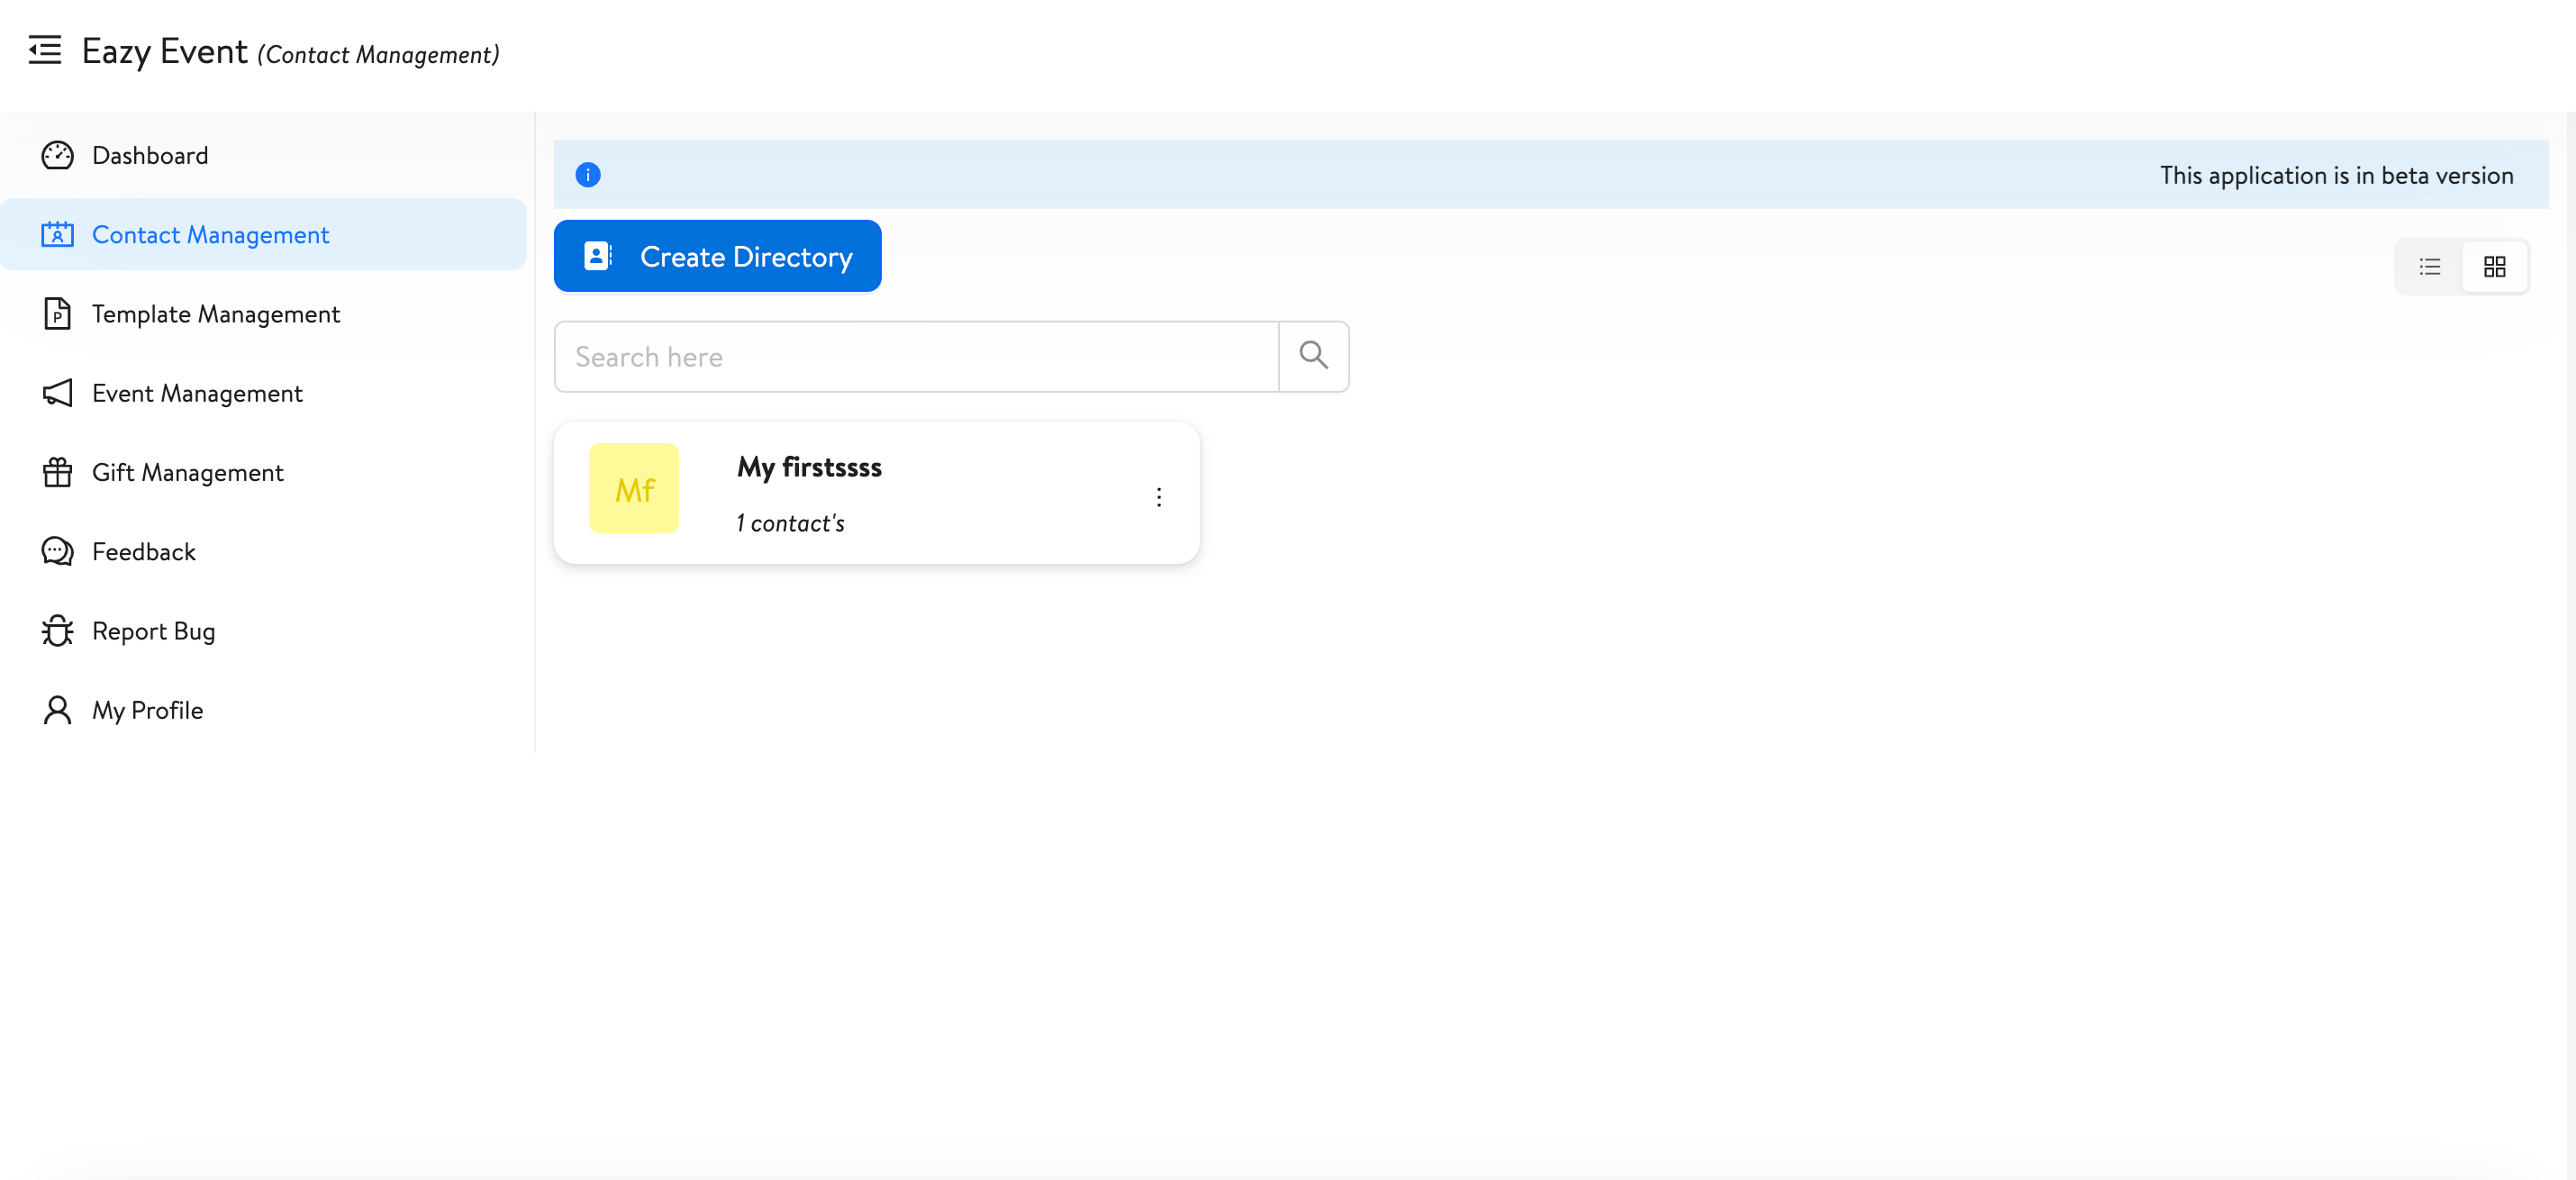 Eazy Event (Contact Management)
Dashboard
Contact Management
Template Management
Event Management
Gift Management
Feedback
Report Bug
My Profile
This application is in beta version
Create Directory
Search here
Mf
My firstssss
1 contact's